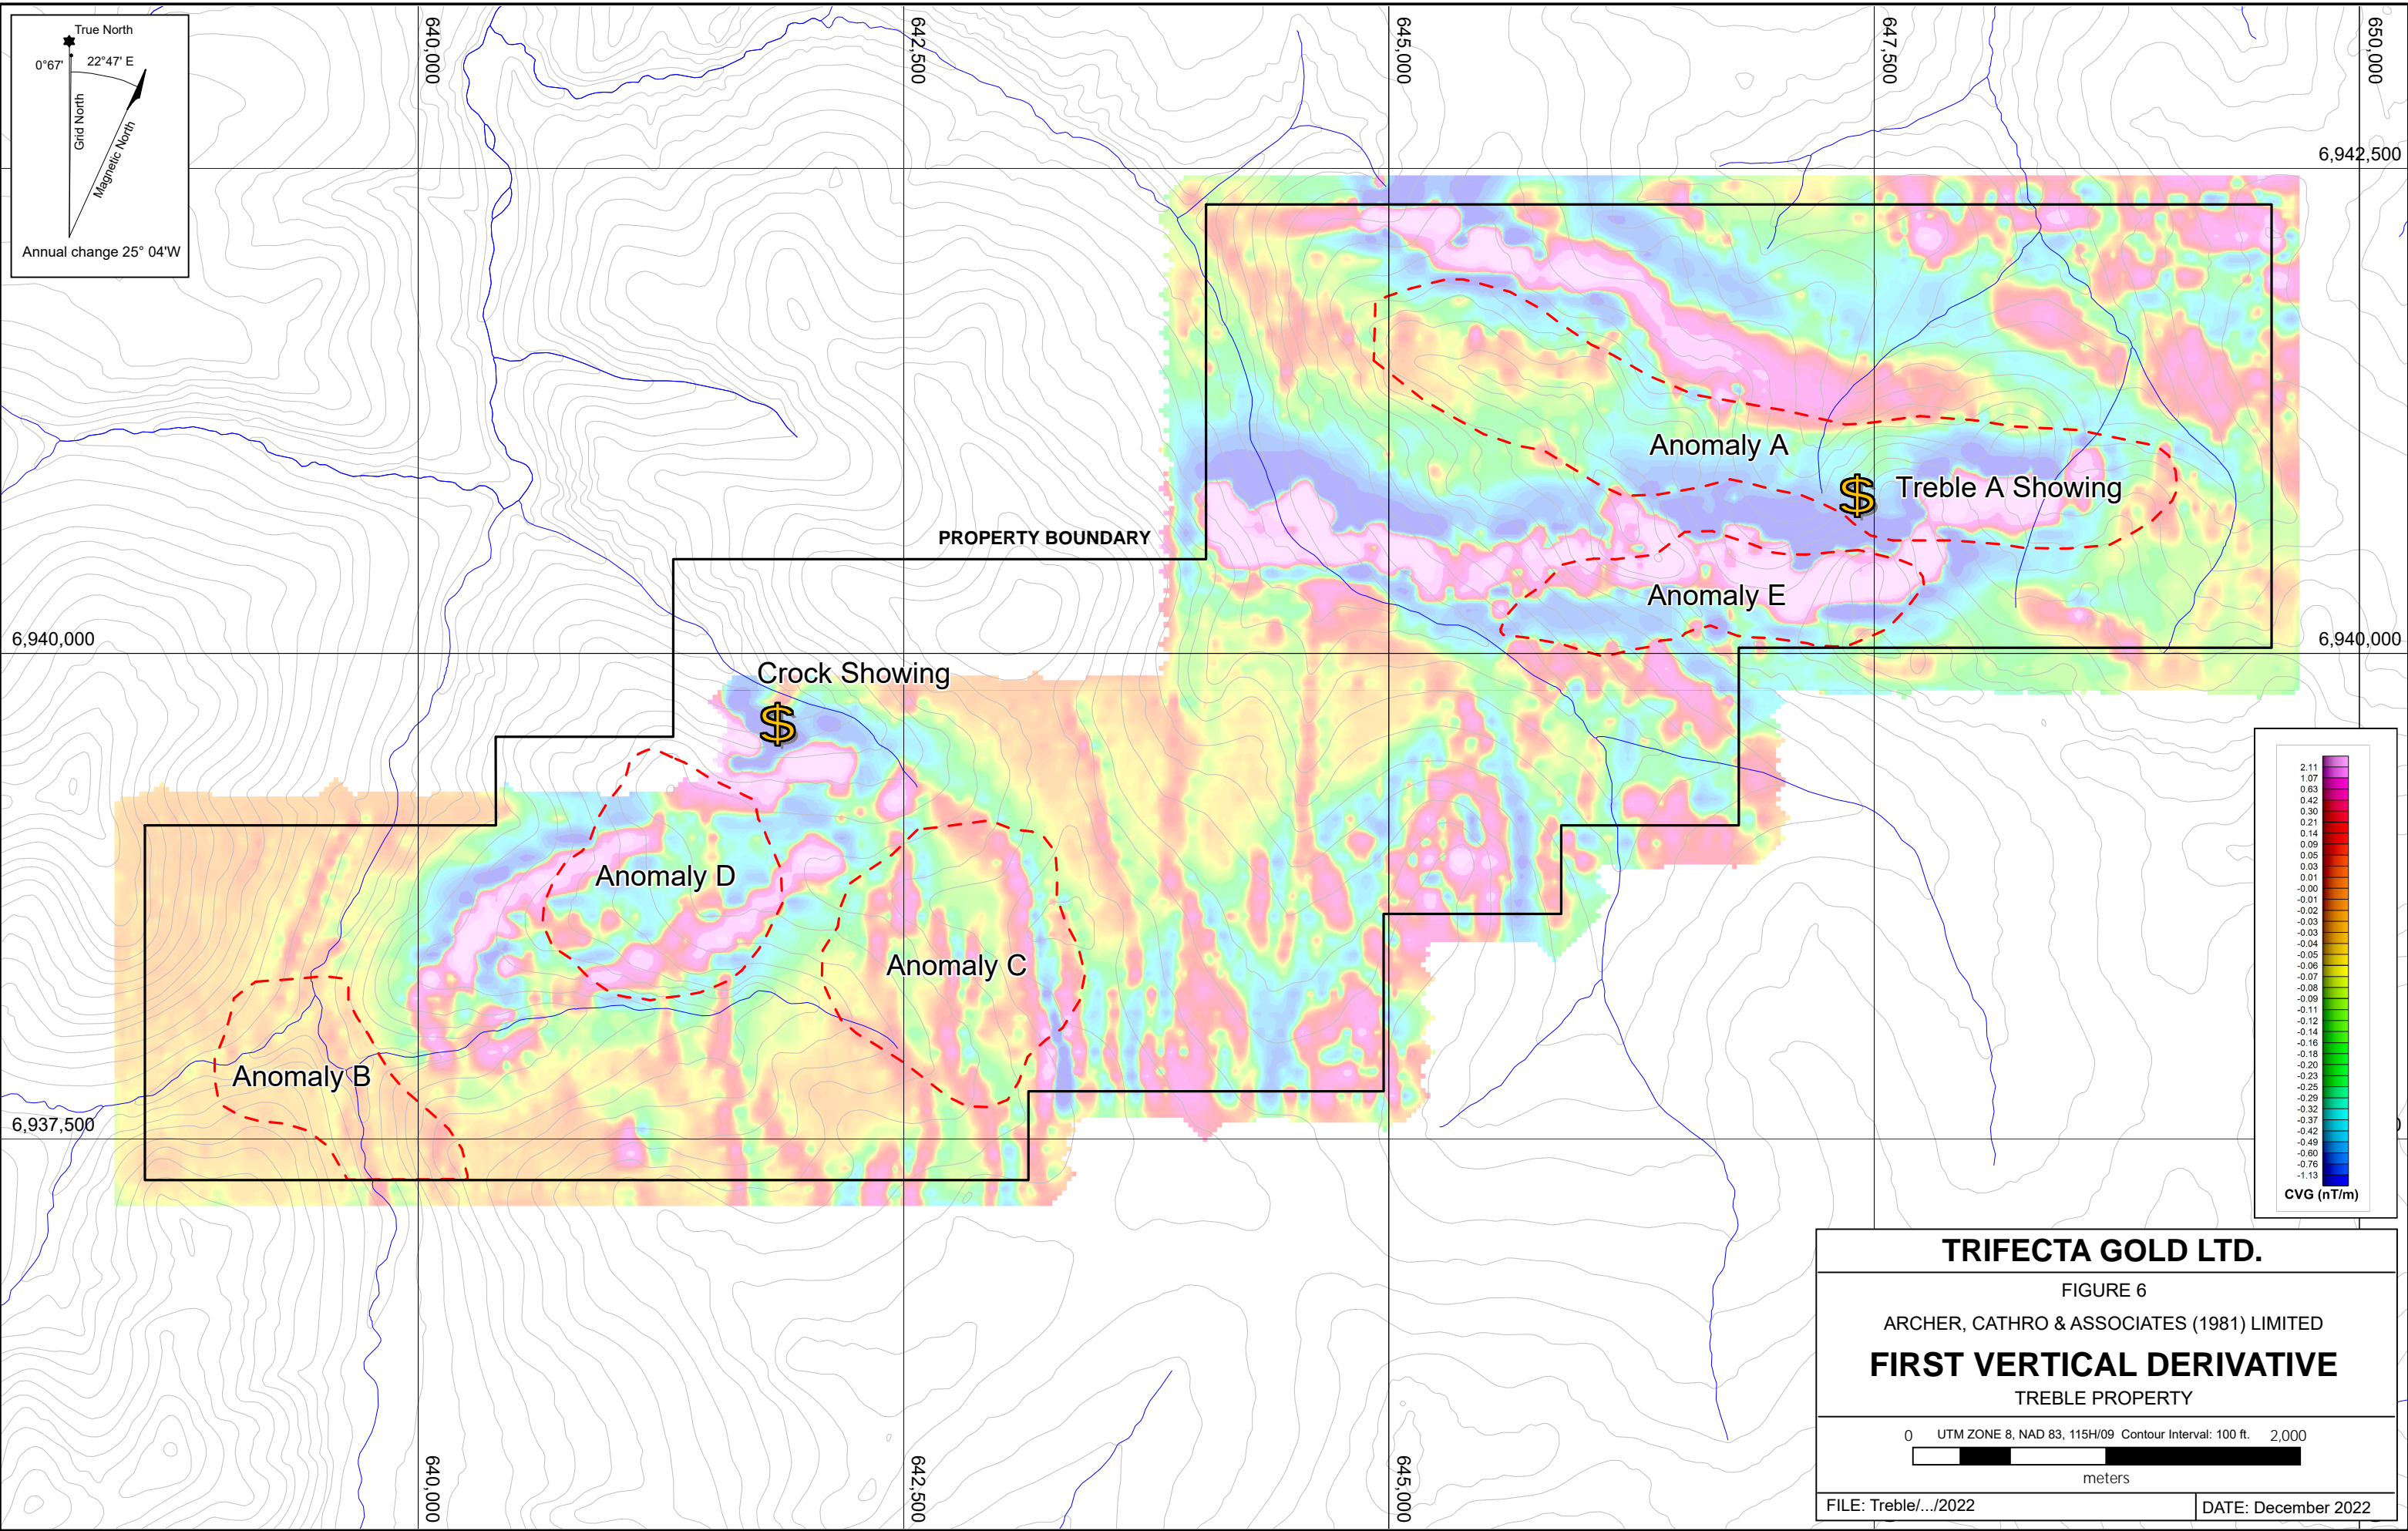 True North
0°67'
22°47' E
Grid North
Magnetic North
Annual change 25° 04'W
640,000
642,500
645,000
647,500
650,000
6,942,500
Anomaly A
Treble A Showing
$
PROPERTY BOUNDARY
Anomaly E
6,940,000
6,940,000
Crock Showing
$
Anomaly D
Anomaly C
Anomaly B
6,937,500
2.11
1.07
0.63
0.42
0.30
0.21
0.14
0.09
0.05
0.03
0.01
-0.00
-0.01
-0.02
-0.03
-0.03
-0.04
-0.05
-0.06
-0.07
-0.08
-0.09
-0.11
-0.12
-0.14
-0.16
-0.18
-0.20
-0.23
-0.25
-0.29
-0.32
-0.37
-0.42
-0.49
-0.60
-0.76
-1.13
CVG (nT/m)
640,000
642,500
645,000
TRIFECTA GOLD LTD.
FIGURE 6
ARCHER, CATHRO & ASSOCIATES (1981) LIMITED
FIRST VERTICAL DERIVATIVE
TREBLE PROPERTY
0 UTM ZONE 8, NAD 83, 115H/09 Contour Interval: 100 ft. 2,000
meters
FILE: Treble/.../2022
DATE: December 2022